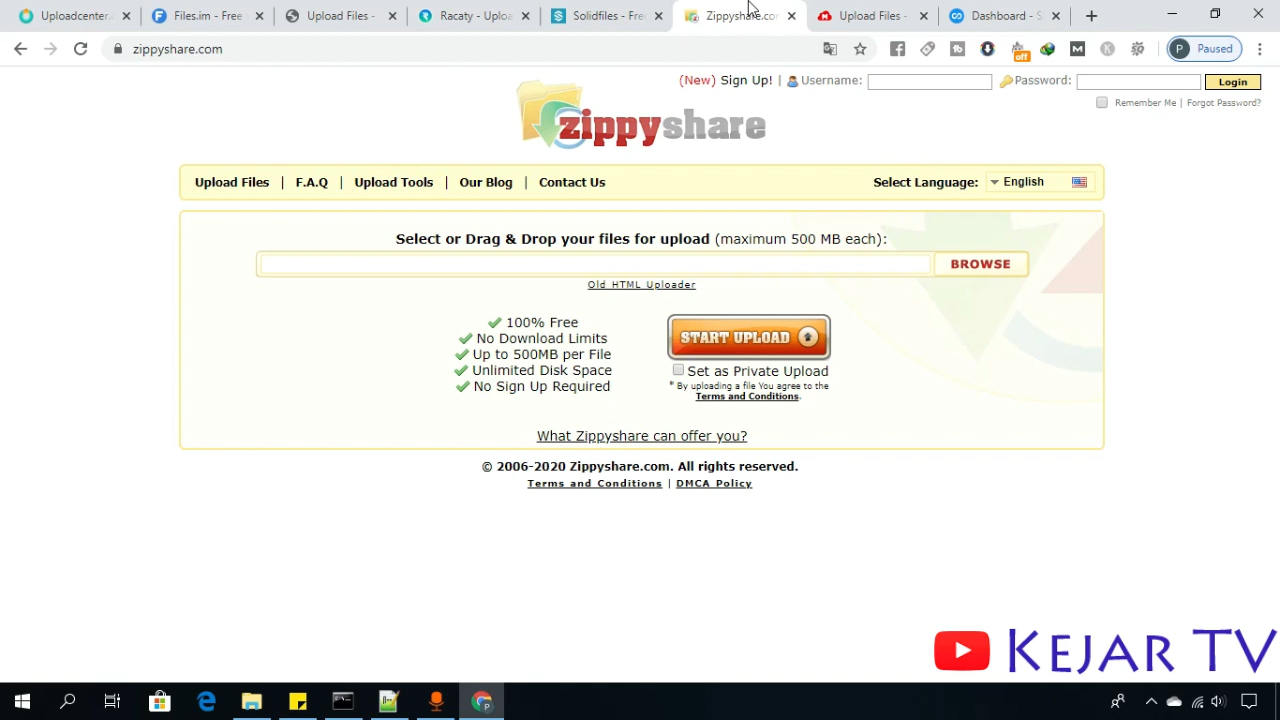 Uploadcenter.
Files.im - Free
Upload Files -
Racaty - Uploa
Solidfiles - Free
Zippyshare.com
Upload Files -
Dashboard - S
zippyshare.com
off
P Paused
(New) Sign Up! | Username:
Password:
Login
Remember Me | Forgot Password?
zippyshare
Upload Files | F.A.Q | Upload Tools | Our Blog | Contact Us
Select Language: English
Select or Drag & Drop your files for upload (maximum 500 MB each):
BROWSE
Old HTML Uploader
100% Free
No Download Limits
Up to 500MB per File
Unlimited Disk Space
No Sign Up Required
START UPLOAD
Set as Private Upload
* By uploading a file You agree to the
Terms and Conditions.
What Zippyshare can offer you?
© 2006-2020 Zippyshare.com. All rights reserved.
Terms and Conditions | DMCA Policy
KEJAR TV